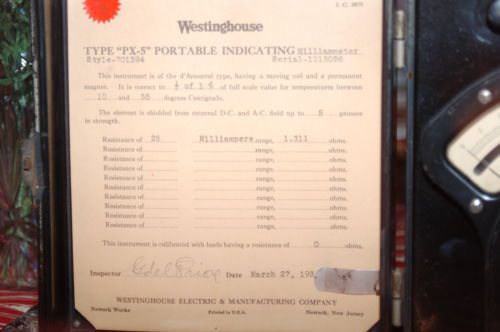 I. C. 2879
Westinghouse
TYPE "PX-5" PORTABLE INDICATING Milliammeter
Style-701394 Serial-1213086
This instrument is of the d'Arsonval type, having a moving coil and a permanent
magnet. It is correct to ½ of 1 % of full scale value for temperatures between
10 and 35 degrees Centigrade.
The element is shielded from external D.C. and A.C. field up to 5 gausses
in strength.
Resistance of 25 Milliampere range, 1.311 ohms.
Resistance of range, ohms.
Resistance of range, ohms.
Resistance of range, ohms.
Resistance of range, ohms.
Resistance of range, ohms.
Resistance of range, ohms.
Resistance of range, ohms.
Resistance of range, ohms.
Resistance of range, ohms.
This instrument is calibrated with leads having a resistance of 0 ohms.
Inspector Date March 27, 193
WESTINGHOUSE ELECTRIC & MANUFACTURING COMPANY
Newark Works Printed in U.S.A. Newark, New Jersey